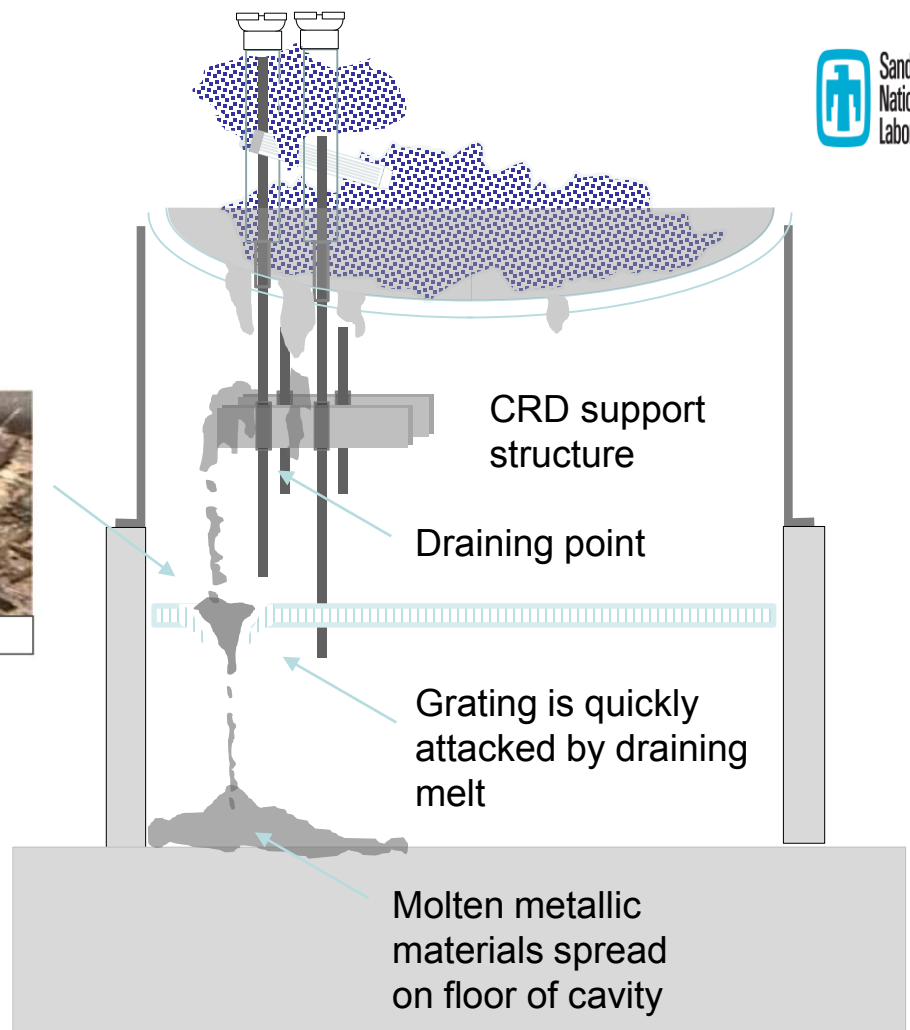 CRD support
structure
Draining point
Grating is quickly
attacked by draining
melt
Molten metallic
materials spread
on floor of cavity